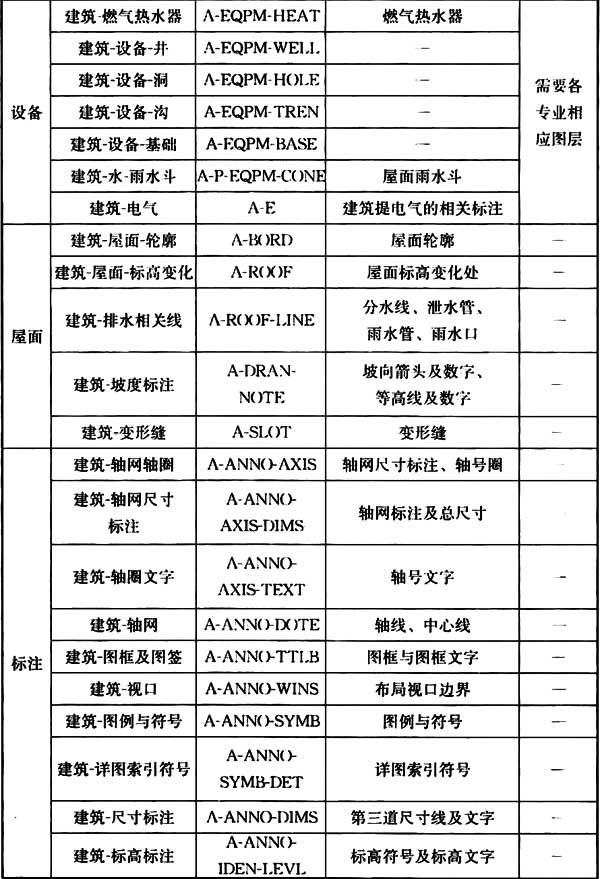 设备
建筑-燃气热水器 A-EQPM-HEAT 燃气热水器
建筑-设备-井 A-EQPM-WELL —
建筑-设备-洞 A-EQPM-HOLE —
建筑-设备-沟 A-EQPM-TREN —
建筑-设备-基础 A-EQPM-BASE —
建筑-水-雨水斗 A-P-EQPM-CONE 屋面雨水斗
建筑-电气 A-E 建筑提电气的相关标注
需要各
专业相
应图层
屋面
建筑-屋面-轮廓 A-BORD 屋面轮廓 —
建筑-屋面-标高变化 A-ROOF 屋面标高变化处 —
建筑-排水相关线 A-ROOF-LINE 分水线、泄水管、
雨水管、雨水口 —
建筑-坡度标注 A-DRAN-
NOTE 坡向箭头及数字、
等高线及数字 —
建筑-变形缝 A-SLOT 变形缝 —
标注
建筑-轴网轴圈 A-ANNO-AXIS 轴网尺寸标注、轴号圈 —
建筑-轴网尺寸
标注 A-ANNO-
AXIS-DIMS 轴网标注及总尺寸
建筑-轴圈文字 A-ANNO-
AXIS-TEXT 轴号文字 —
建筑-轴网 A-ANNO-DOTE 轴线、中心线 —
建筑-图框及图签 A-ANNO-TTLB 图框与图框文字 —
建筑-视口 A-ANNO-WINS 布局视口边界 —
建筑-图例与符号 A-ANNO-SYMB 图例与符号 —
建筑-详图索引符号 A-ANNO-
SYMB-DET 详图索引符号 —
建筑-尺寸标注 A-ANNO-DIMS 第三道尺寸线及文字 —
建筑-标高标注 A-ANNO-
IDEN-LEVL 标高符号及标高文字 —